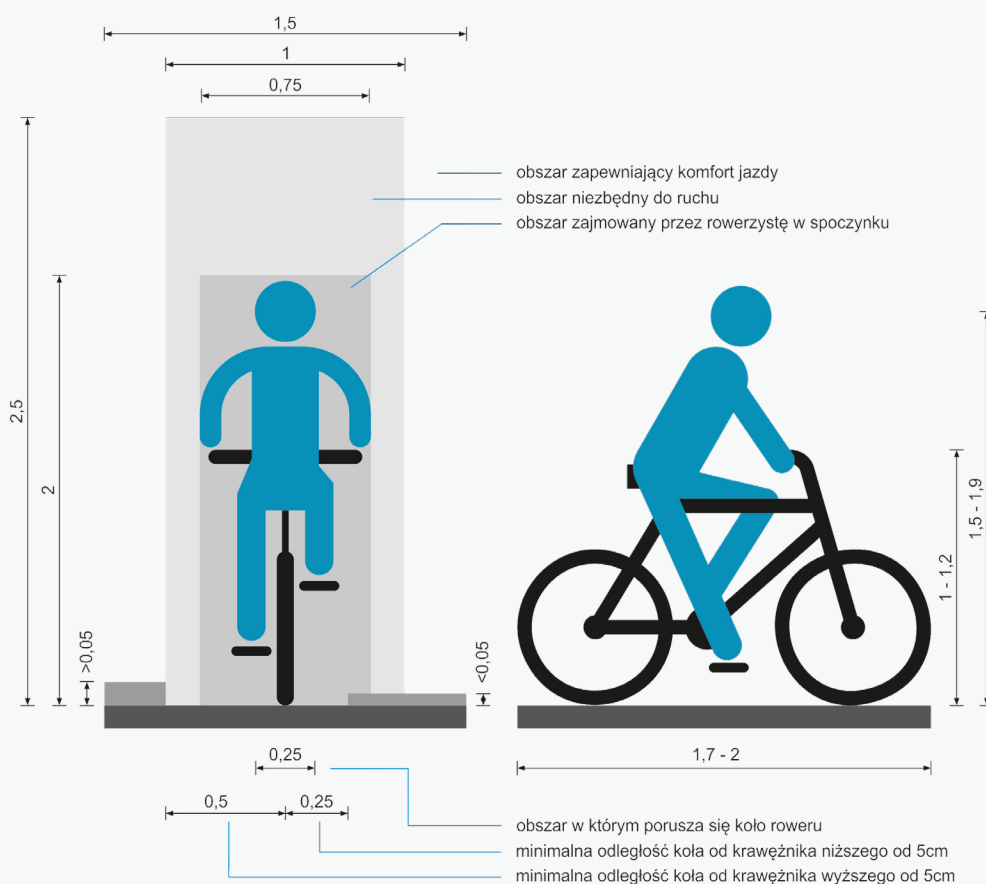 1,5
1
0,75
obszar zapewniający komfort jazdy
obszar niezbędny do ruchu
obszar zajmowany przez rowerzystę w spoczynku
2,5
2
>0,05
<0,05
1 - 1,2
1,5 - 1,9
0,25
1,7 - 2
0,5
0,25
obszar w którym porusza się koło roweru
minimalna odległość koła od krawężnika niższego od 5cm
minimalna odległość koła od krawężnika wyższego od 5cm